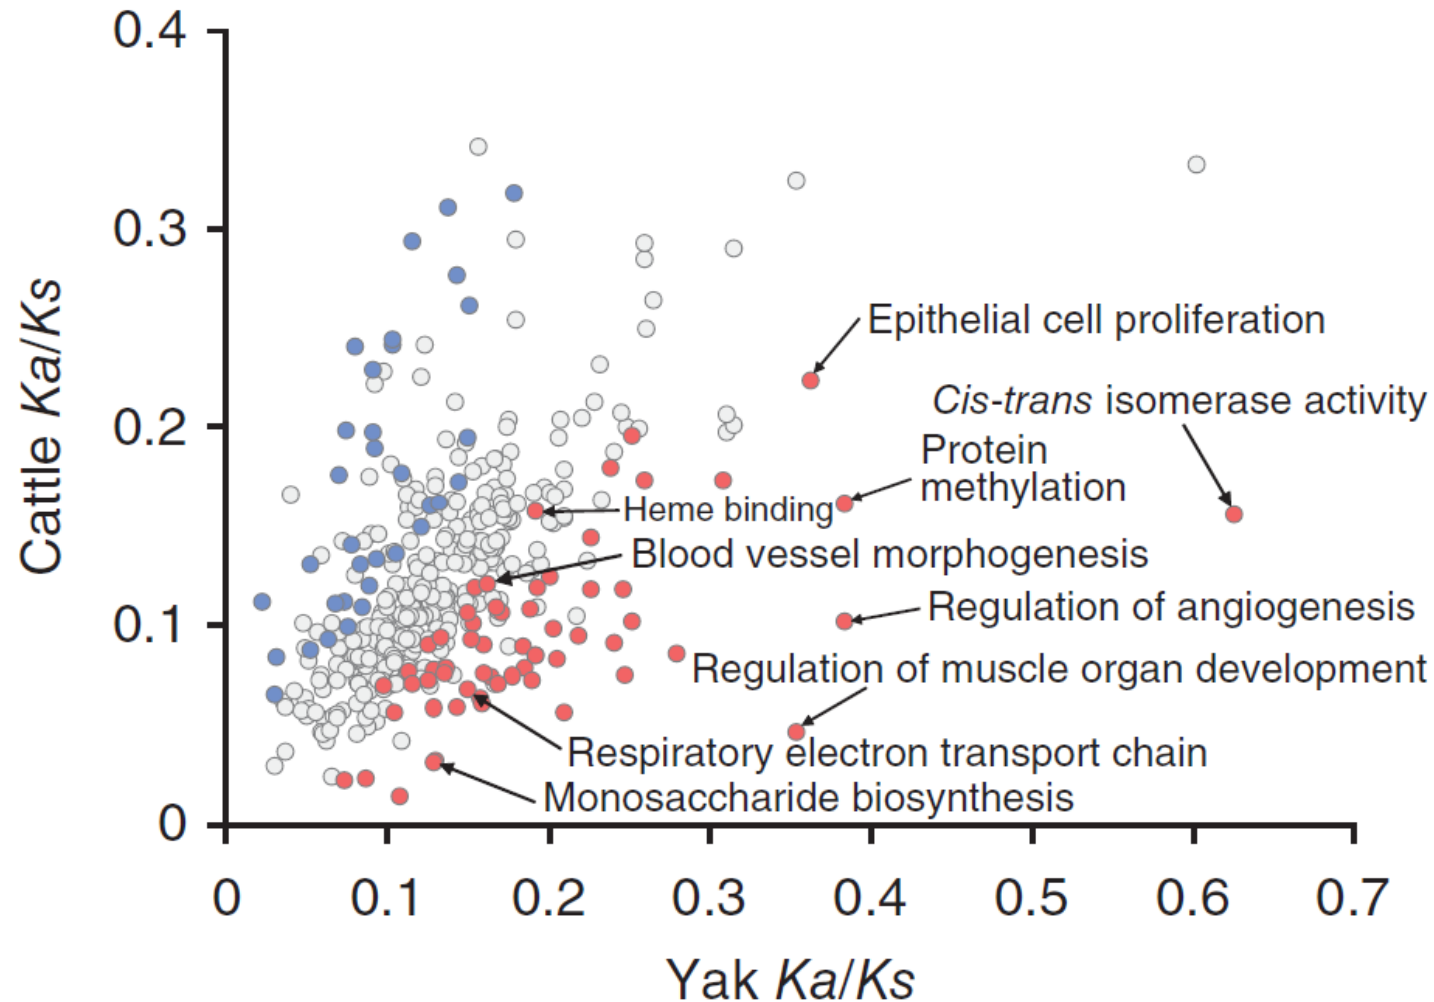 0.4
0.3
0.2
0.1
0
Cattle Ka/Ks
Epithelial cell proliferation
Cis-trans isomerase activity
Protein
methylation
Heme binding
Blood vessel morphogenesis
Regulation of angiogenesis
Regulation of muscle organ development
Respiratory electron transport chain
Monosaccharide biosynthesis
0 0.1 0.2 0.3 0.4 0.5 0.6 0.7
Yak Ka/Ks